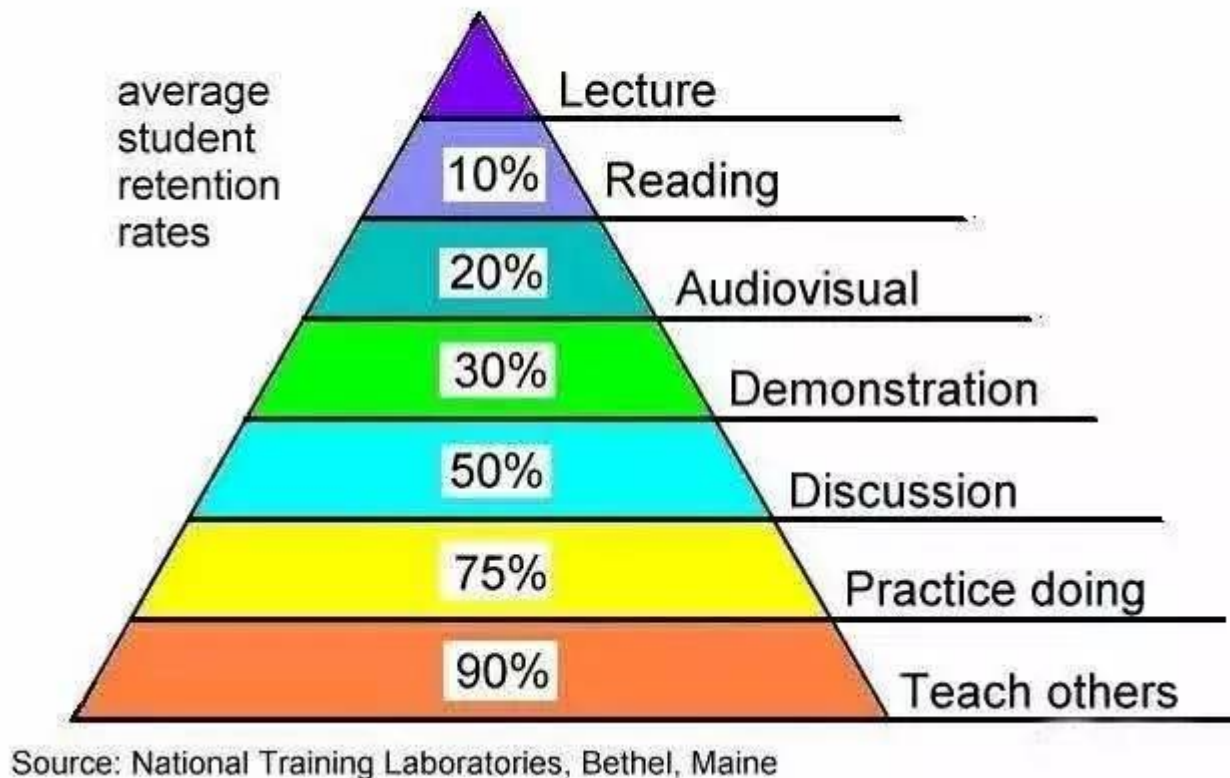 average
student
retention
rates
Lecture
10%
Reading
20%
Audiovisual
30%
Demonstration
50%
Discussion
75%
Practice doing
90%
Teach others
Source: National Training Laboratories, Bethel, Maine